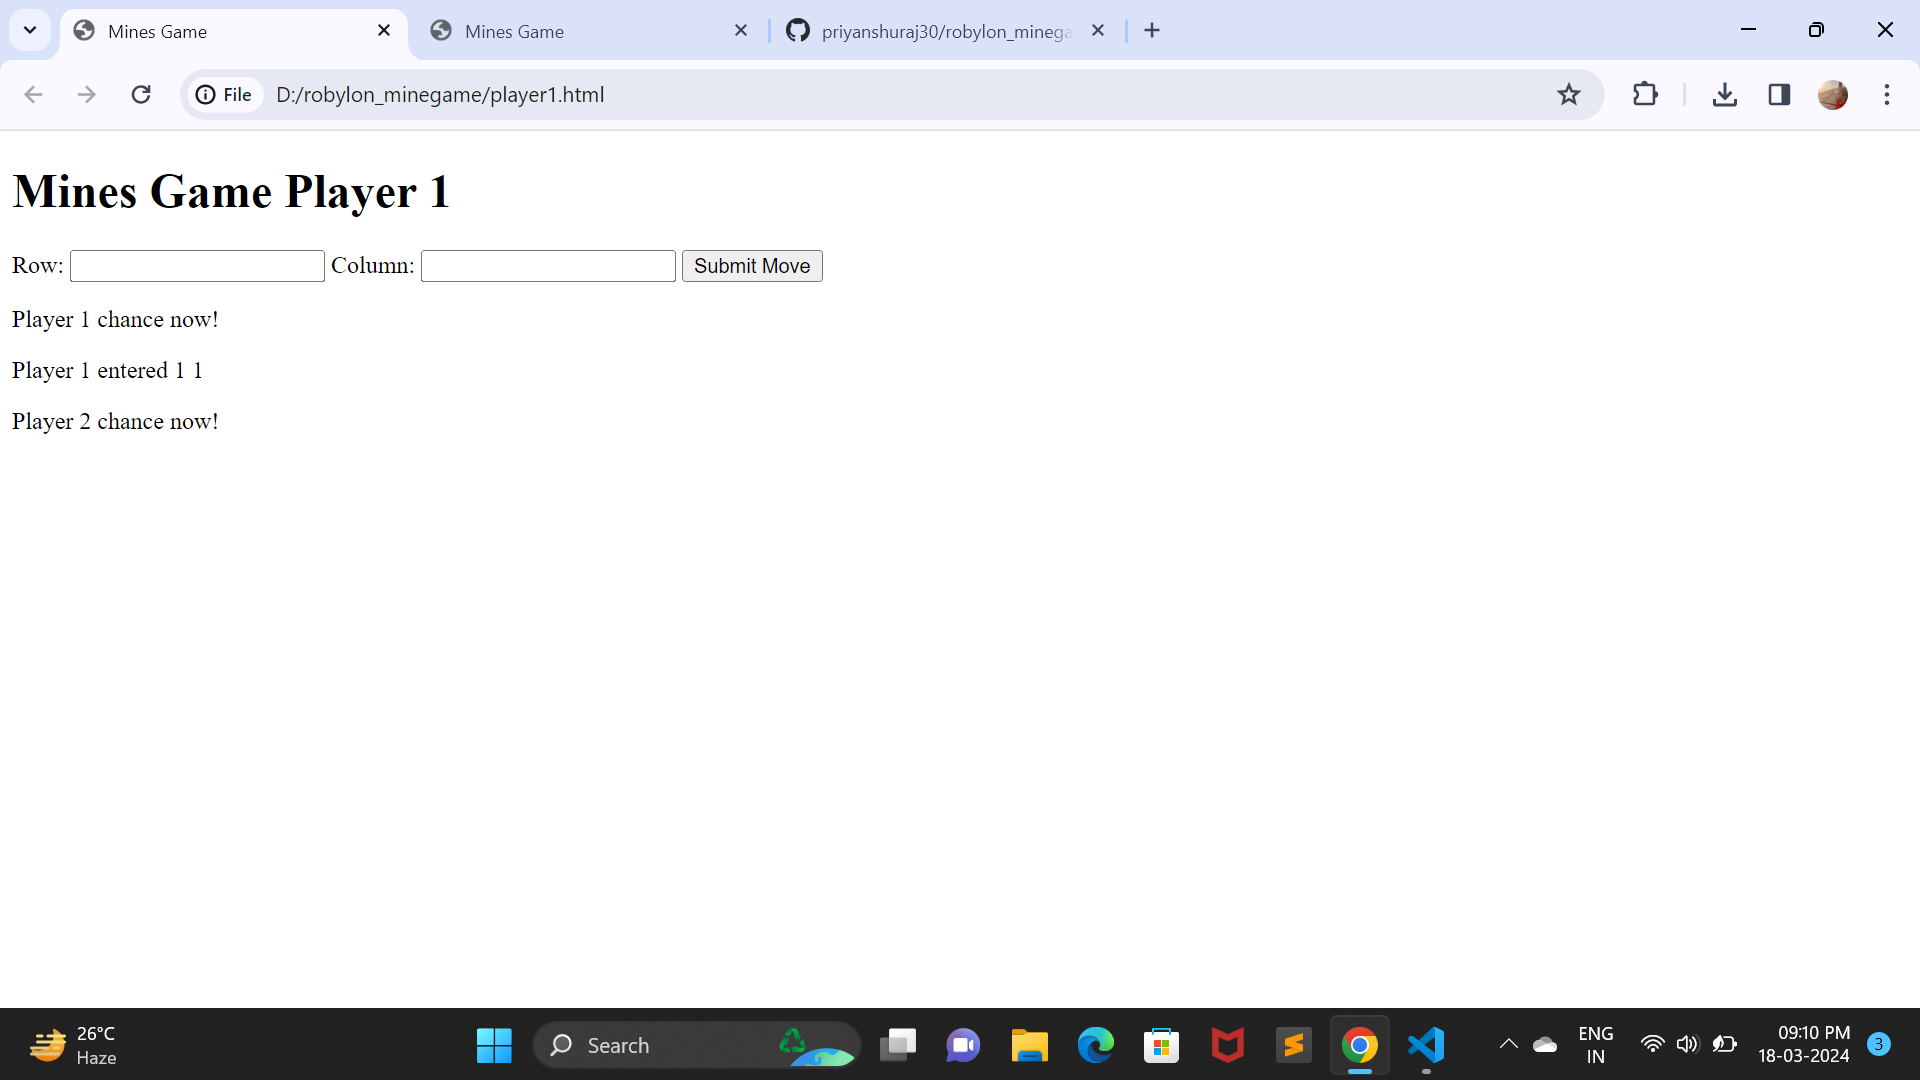 Mines Game
Mines Game
priyanshuraj30/robylon_minega
File
D:/robylon_minegame/player1.html
Mines Game Player 1
Row: Column: Submit Move
Player 1 chance now!
Player 1 entered 1 1
Player 2 chance now!
26°C
Haze
Search
ENG
IN
09:10 PM
18-03-2024
3